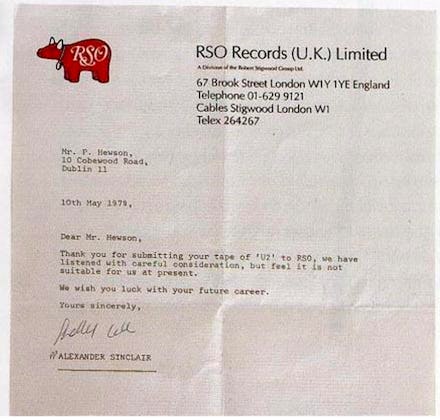 RSO
RSO Records (U.K.) Limited
A Division of the Robert Stigwood Group Ltd.
67 Brook Street London W1Y 1YE England
Telephone 01-629 9121
Cables Stigwood London W1
Telex 264267
Mr. P. Hewson,
10 Cobewood Road,
Dublin 11
10th May 1979,
Dear Mr. Hewson,
Thank you for submitting your tape of 'U2' to RSO, we have
listened with careful consideration, but feel it is not
suitable for us at present.
We wish you luck with your future career.
Yours sincerely,
ALEXANDER SINCLAIR